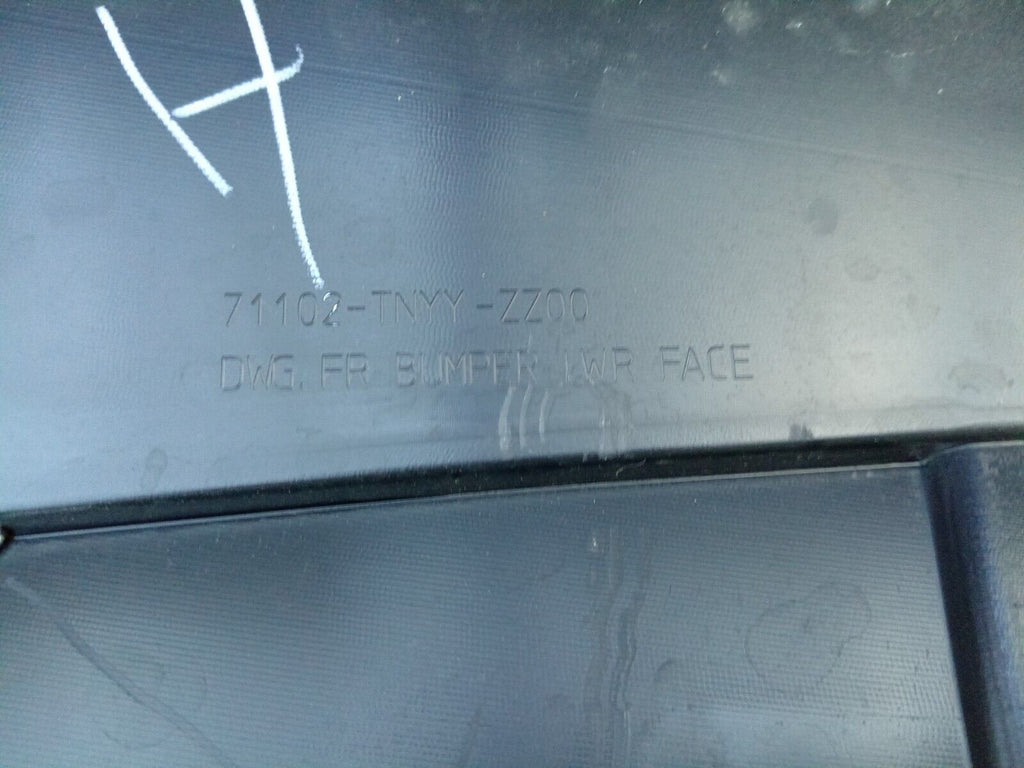 H
71102-TNYY-ZZ00
DWG. FR BUMPER LWR FACE